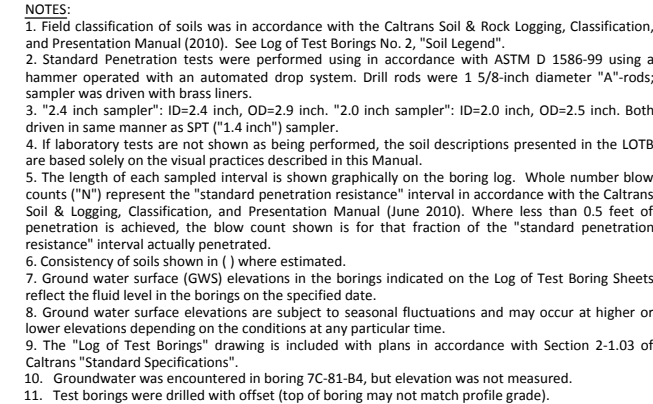 NOTES:
1. Field classification of soils was in accordance with the Caltrans Soil & Rock Logging, Classification,
and Presentation Manual (2010). See Log of Test Borings No. 2, "Soil Legend".
2. Standard Penetration tests were performed using in accordance with ASTM D 1586-99 using a
hammer operated with an automated drop system. Drill rods were 1 5/8-inch diameter "A"-rods;
sampler was driven with brass liners.
3. "2.4 inch sampler": ID=2.4 inch, OD=2.9 inch. "2.0 inch sampler": ID=2.0 inch, OD=2.5 inch. Both
driven in same manner as SPT ("1.4 inch") sampler.
4. If laboratory tests are not shown as being performed, the soil descriptions presented in the LOTB
are based solely on the visual practices described in this Manual.
5. The length of each sampled interval is shown graphically on the boring log. Whole number blow
counts ("N") represent the "standard penetration resistance" interval in accordance with the Caltrans
Soil & Logging, Classification, and Presentation Manual (June 2010). Where less than 0.5 feet of
penetration is achieved, the blow count shown is for that fraction of the "standard penetration
resistance" interval actually penetrated.
6. Consistency of soils shown in ( ) where estimated.
7. Ground water surface (GWS) elevations in the borings indicated on the Log of Test Boring Sheets
reflect the fluid level in the borings on the specified date.
8. Ground water surface elevations are subject to seasonal fluctuations and may occur at higher or
lower elevations depending on the conditions at any particular time.
9. The "Log of Test Borings" drawing is included with plans in accordance with Section 2-1.03 of
Caltrans "Standard Specifications".
10. Groundwater was encountered in boring 7C-81-B4, but elevation was not measured.
11. Test borings were drilled with offset (top of boring may not match profile grade).